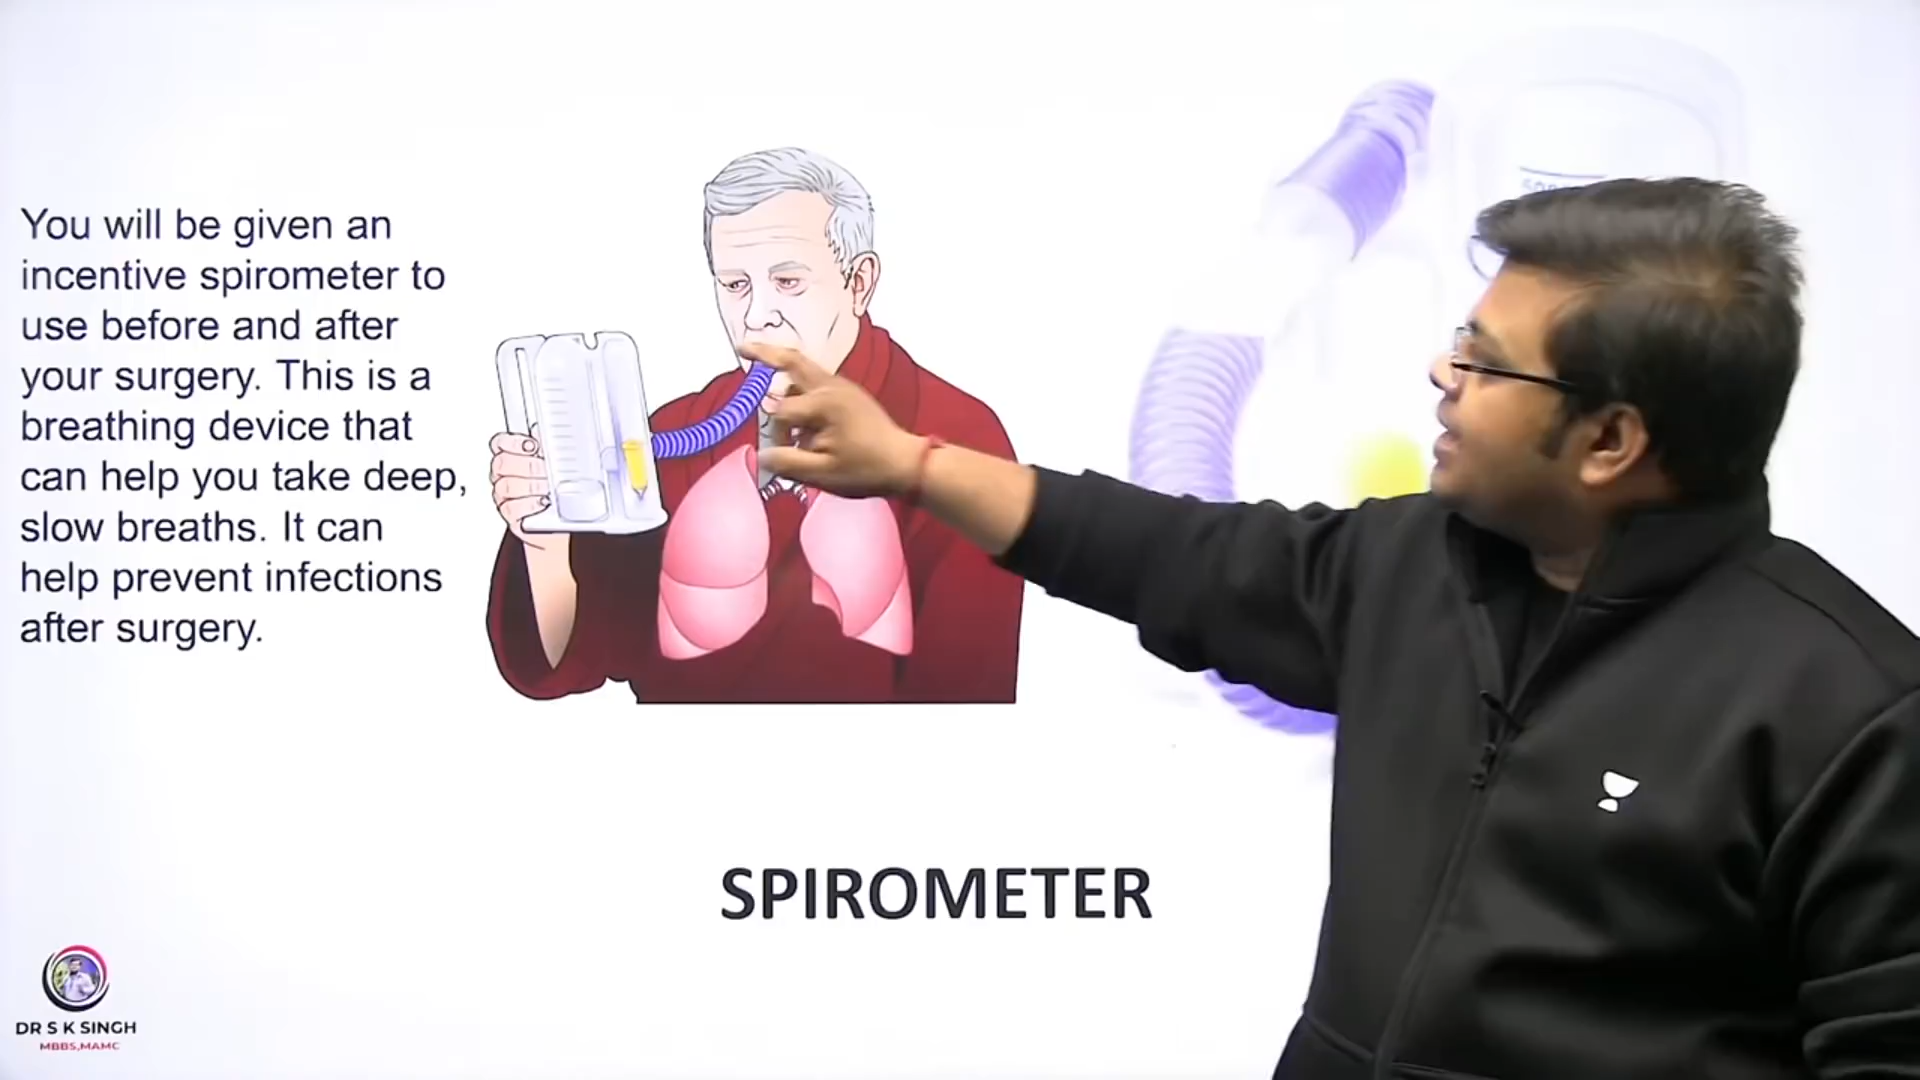 You will be given an
incentive spirometer to
use before and after
your surgery. This is a
breathing device that
can help you take deep,
slow breaths. It can
help prevent infections
after surgery.
SPIROMETER
DR S K SINGH
MBBS,MAMC